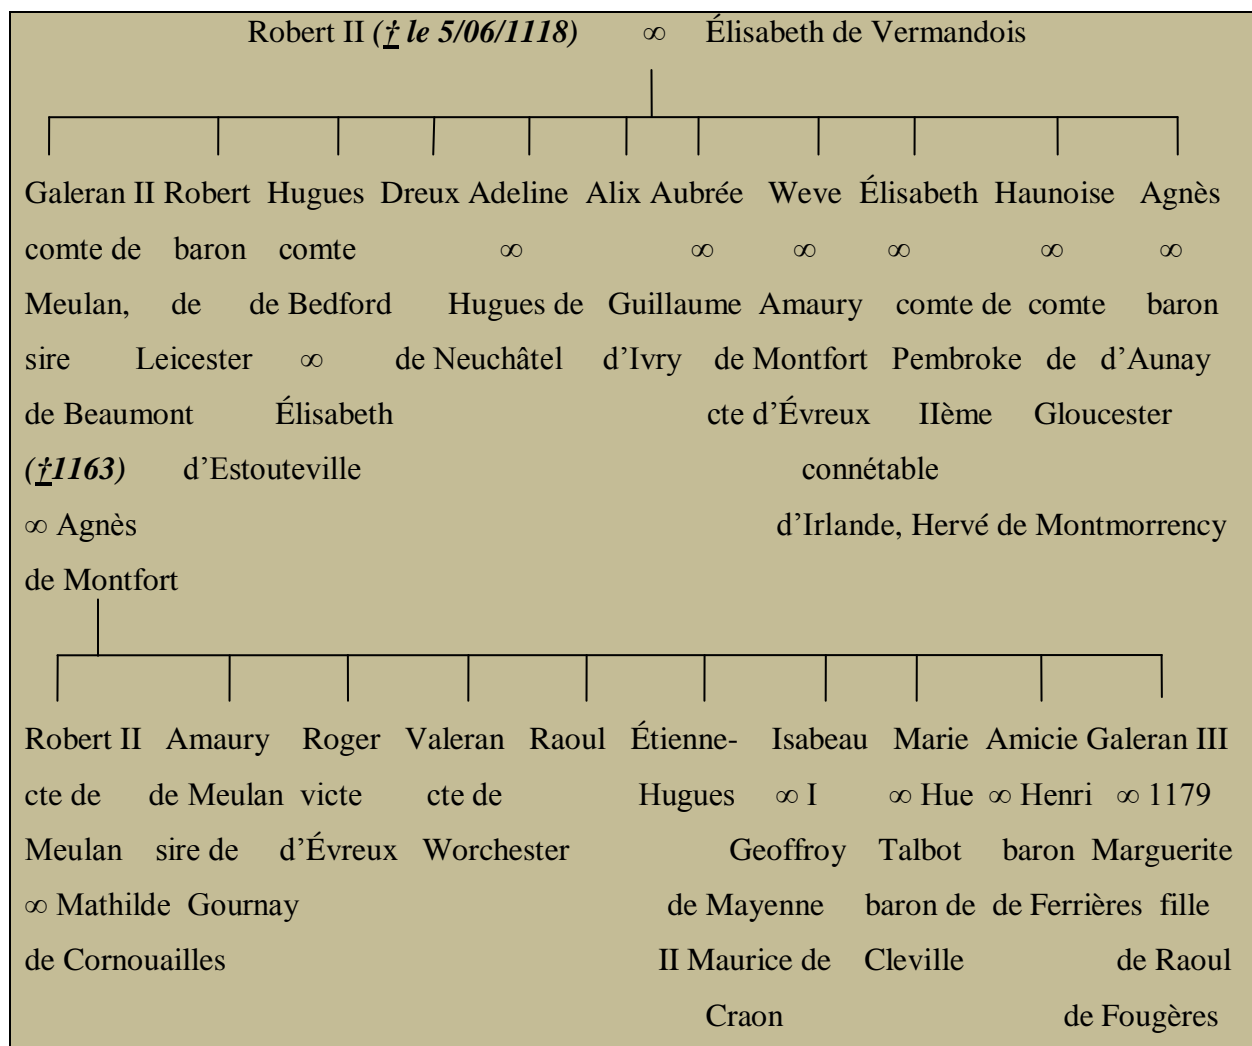 Robert II († le 5/06/1118) ∞ Élisabeth de Vermandois
Galeran II Robert Hugues Dreux Adeline Alix Aubrée Weve Élisabeth Haunoise Agnès
comte de baron comte ∞ ∞ ∞ ∞ ∞ ∞
Meulan, de de Bedford Hugues de Guillaume Amaury comte de comte baron
sire Leicester ∞ de Neuchâtel d’Ivry de Montfort Pembroke de d’Aunay
de Beaumont Élisabeth cte d’Évreux IIème Gloucester
(†1163) d’Estouteville connétable
∞ Agnès d’Irlande, Hervé de Montmorrency
de Montfort
Robert II Amaury Roger Valeran Raoul Étienne- Isabeau Marie Amicie Galeran III
cte de de Meulan victe cte de Hugues ∞ I ∞ Hue ∞ Henri ∞ 1179
Meulan sire de d’Évreux Worchester Geoffroy Talbot baron Marguerite
∞ Mathilde Gournay de Mayenne baron de de Ferrières fille
de Cornouailles II Maurice de Cleville de Raoul
Craon de Fougères